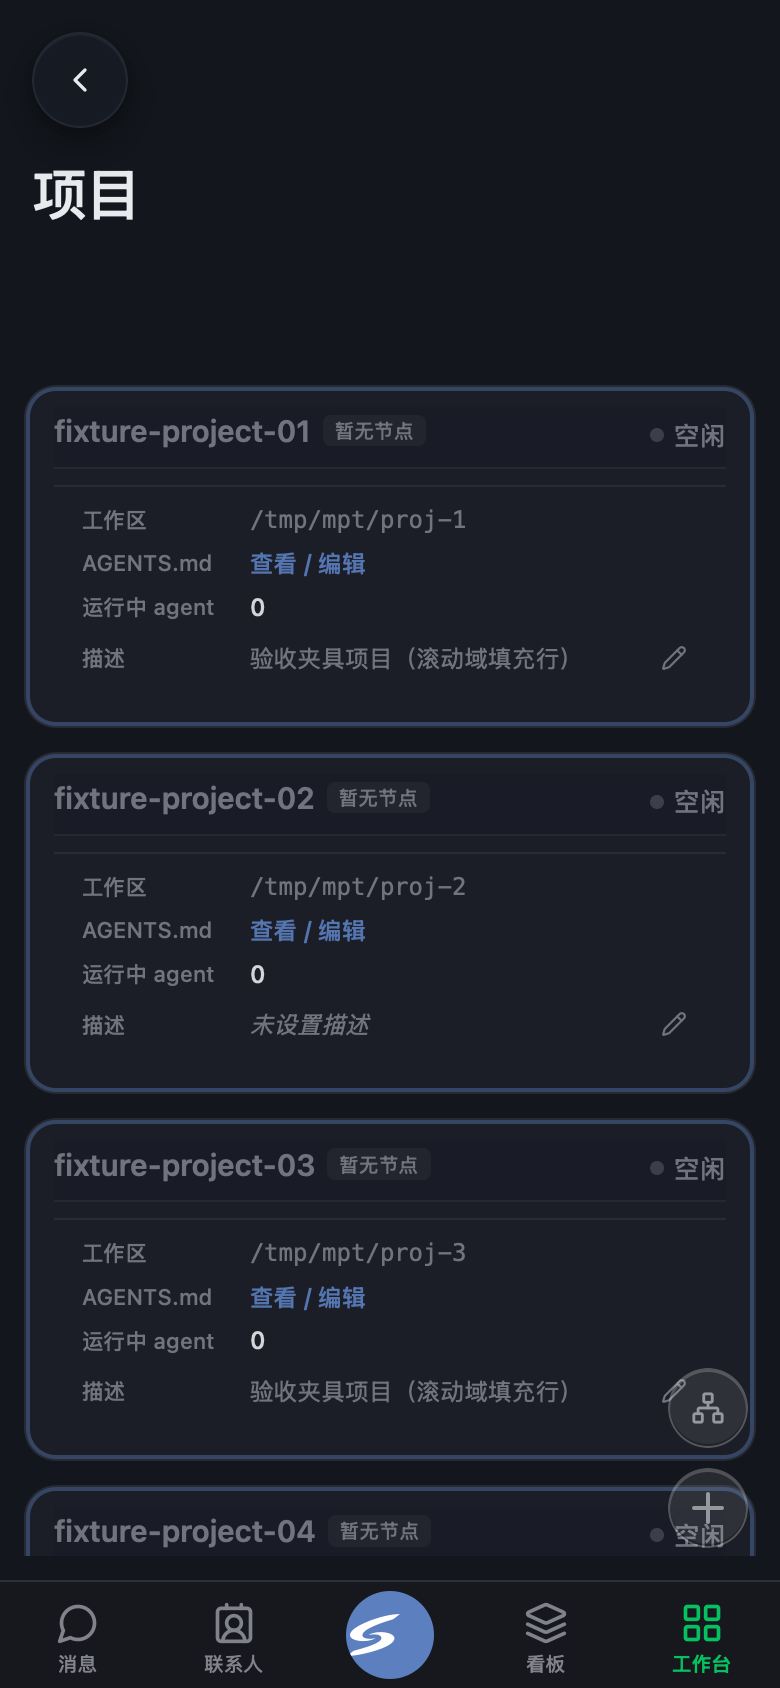 项目
fixture-project-01 暂无节点 空闲
工作区 /tmp/mpt/proj-1
AGENTS.md 查看 / 编辑
运行中 agent 0
描述 验收夹具项目（滚动域填充行）
fixture-project-02 暂无节点 空闲
工作区 /tmp/mpt/proj-2
AGENTS.md 查看 / 编辑
运行中 agent 0
描述 未设置描述
fixture-project-03 暂无节点 空闲
工作区 /tmp/mpt/proj-3
AGENTS.md 查看 / 编辑
运行中 agent 0
描述 验收夹具项目（滚动域填充行）
fixture-project-04 暂无节点 空闲
消息 联系人 看板 工作台